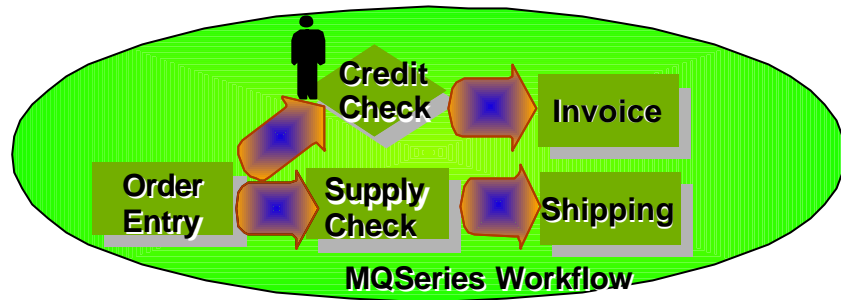 Credit
Check
Invoice
Order
Entry
Supply
Check
Shipping
MQSeries Workflow